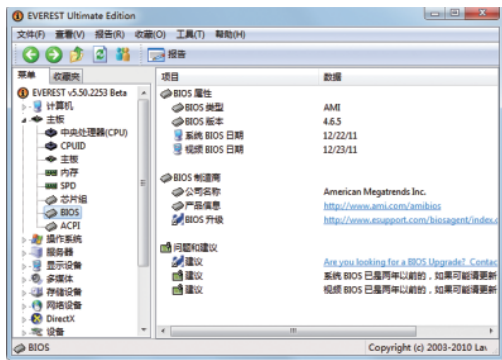 EVEREST Ultimate Edition
文件(F) 查看(V) 报告(R) 收藏(O) 工具(T) 帮助(H)
报告
菜单 收藏夹
项目 数据
EVEREST v5.50.2253 Beta
计算机
主板
中央处理器(CPU)
CPUID
主板
内存
SPD
芯片组
BIOS
ACPI
操作系统
服务器
显示设备
多媒体
存储设备
网络设备
DirectX
设备
BIOS 属性
BIOS 类型 AMI
BIOS 版本 4.6.5
系统 BIOS 日期 12/22/11
视频 BIOS 日期 12/23/11
BIOS 制造商
公司名称 American Megatrends Inc.
产品信息 http://www.ami.com/amibios
BIOS 升级 http://www.esupport.com/biosagent/index.c
问题和建议
建议 Are you looking for a BIOS Upgrade? Contac
建议 系统 BIOS 已是两年以前的，如果可能请更新
建议 视频 BIOS 已是两年以前的，如果可能请更新
BIOS Copyright (c) 2003-2010 Lav